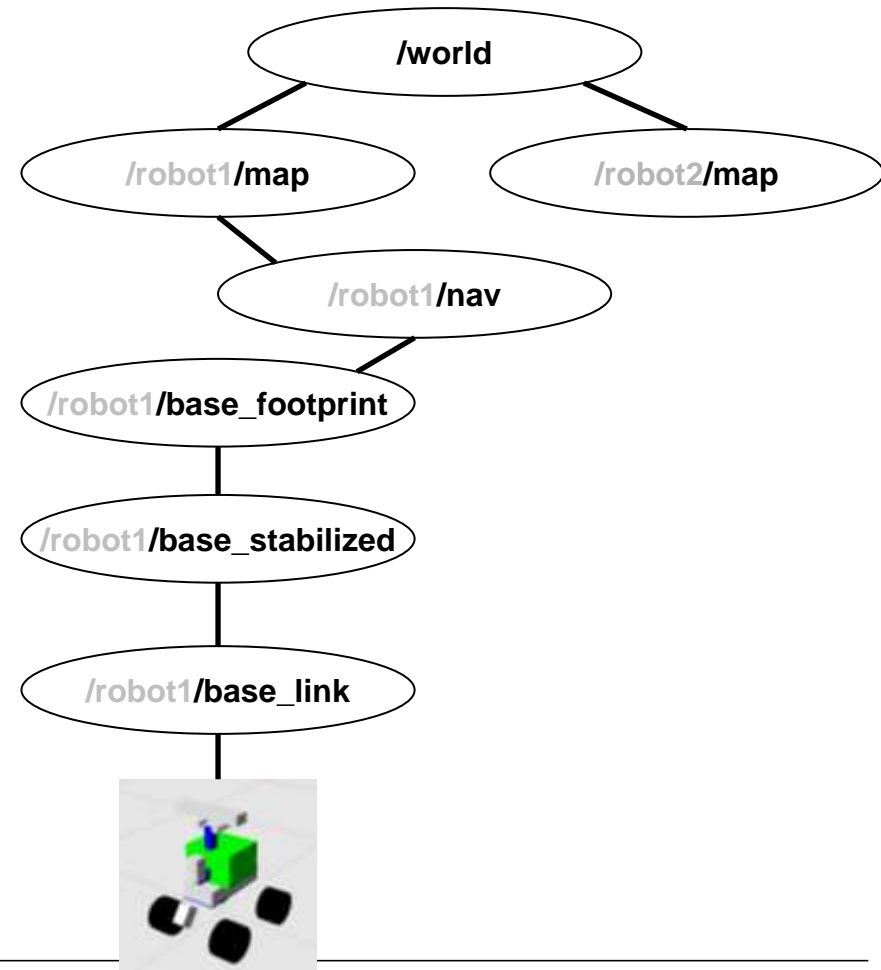 /world
/robot1/map
/robot2/map
/robot1/nav
/robot1/base_footprint
/robot1/base_stabilized
/robot1/base_link